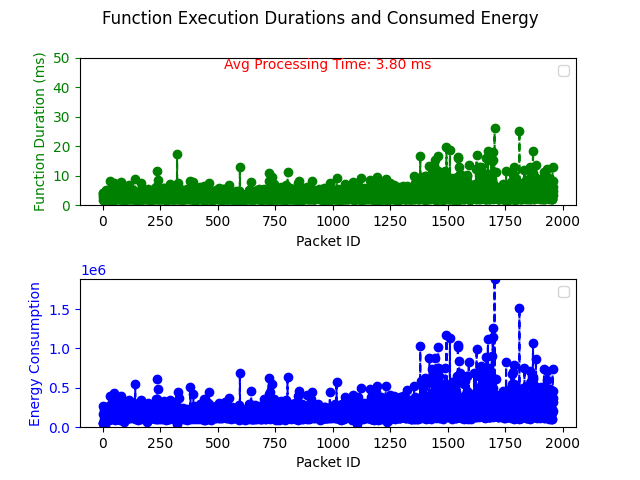 Function Execution Durations and Consumed Energy
Avg Processing Time: 3.80 ms
Function Duration (ms)
50
40
30
20
10
0
0 250 500 750 1000 1250 1500 1750 2000
Packet ID
1e6
Energy Consumption
1.5
1.0
0.5
0.0
0 250 500 750 1000 1250 1500 1750 2000
Packet ID